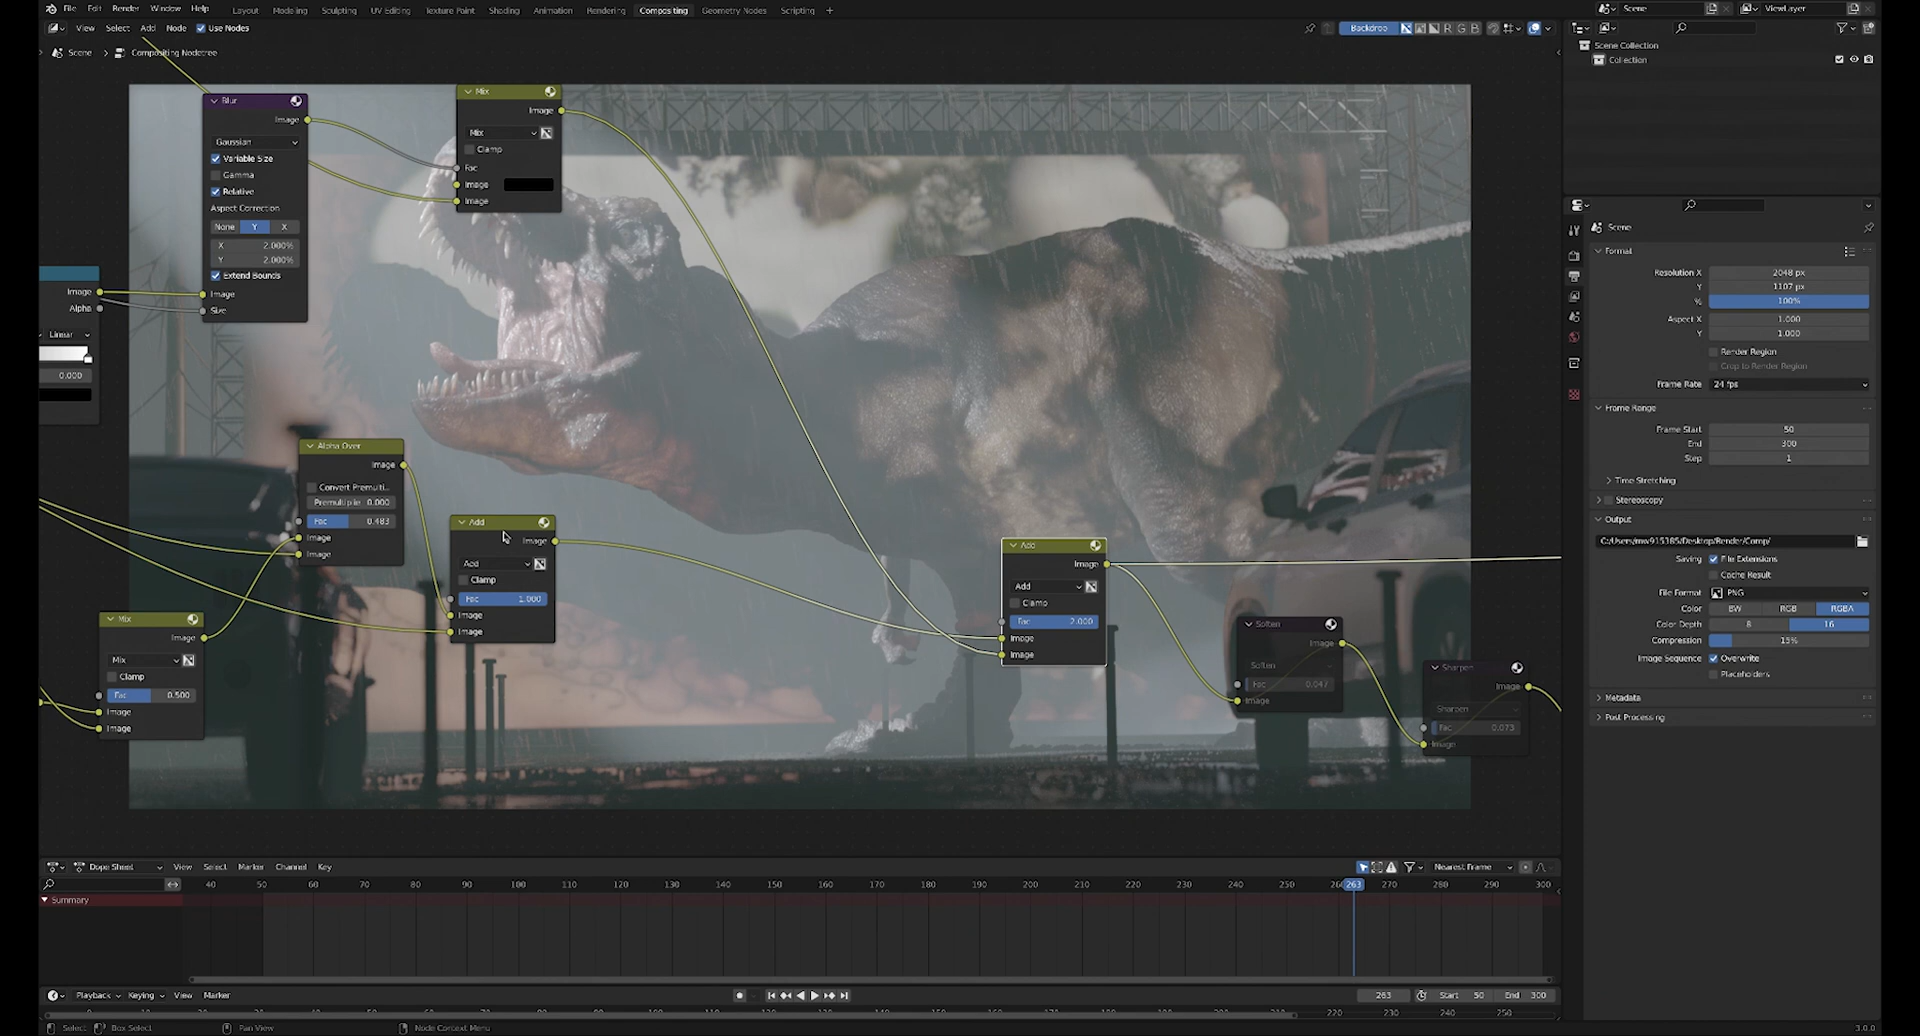 File Edit Render Window Help Layout Modeling Sculpting UV Editing Texture Paint Shading Animation Rendering Compositing Geometry Nodes Scripting + Scene ViewLayer
View Select Add Node Use Nodes Backdrop R G B
Scene > Compositing Nodetree
Scene Collection
Collection
Blur
Image
Gaussian
Variable Size
Gamma
Relative
Aspect Correction
None Y X
X 2.000%
Y 2.000%
Extend Bounds
Image
Size
Mix
Image
Mix
Clamp
Fac
Image
Image
Image
Alpha
Linear
0.000
Alpha Over
Image
Convert Premulti..
Premultiplie 0.000
Fac 0.483
Image
Image
Add
Image
Add
Clamp
Fac 1.000
Image
Image
Mix
Image
Mix
Clamp
Fac 0.500
Image
Image
Add
Image
Add
Clamp
Fac 2.000
Image
Image
Soften
Image
Soften
Fac 0.047
Image
Sharpen
Image
Sharpen
Fac 0.073
Image
Scene
Format
Resolution X 2048 px
Y 1107 px
% 100%
Aspect X 1.000
Y 1.000
Render Region
Crop to Render Region
Frame Rate 24 fps
Frame Range
Frame Start 50
End 300
Step 1
Time Stretching
Stereoscopy
Output
Saving File Extensions
Cache Result
File Format PNG
Color BW RGB RGBA
Color Depth 8 16
Compression 15%
Image Sequence Overwrite
Placeholders
Metadata
Post Processing
Dope Sheet View Select Marker Channel Key Nearest Frame
40 50 60 70 80 90 100 110 120 130 140 150 160 170 180 190 200 210 220 230 240 250 263 270 280 290 300
Summary
Playback Keying View Marker 263 Start 50 End 300
220 230 240 250
Select Box Select Pan View Node Context Menu 3.0.0